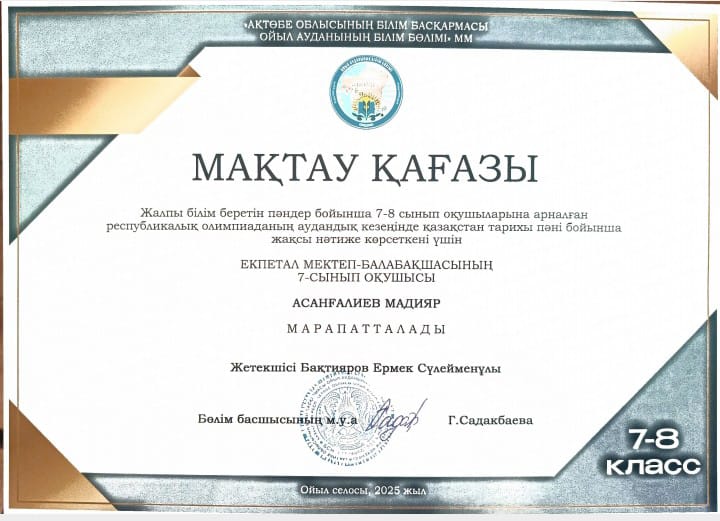 «АҚТӨБЕ ОБЛЫСЫНЫҢ БІЛІМ БАСҚАРМАСЫ
ОЙЫЛ АУДАНЫНЫҢ БІЛІМ БӨЛІМІ» ММ
МАҚТАУ ҚАҒАЗЫ
Жалпы білім беретін пәндер бойынша 7-8 сынып оқушыларына арналған
республикалық олимпиаданың аудандық кезеңінде қазақстан тарихы пәні бойынша
жақсы нәтиже көрсеткені үшін
ЕКПЕТАЛ МЕКТЕП-БАЛАБАҚШАСЫНЫҢ
7-СЫНЫП ОҚУШЫСЫ
АСАНҒАЛИЕВ МАДИЯР
МАРАПАТТАЛАДЫ
Жетекшісі Бақтияров Ермек Сүлейменұлы
Бөлім басшысының м.у.а Г.Садакбаева
7-8
класс
Ойыл селосы, 2025 жыл